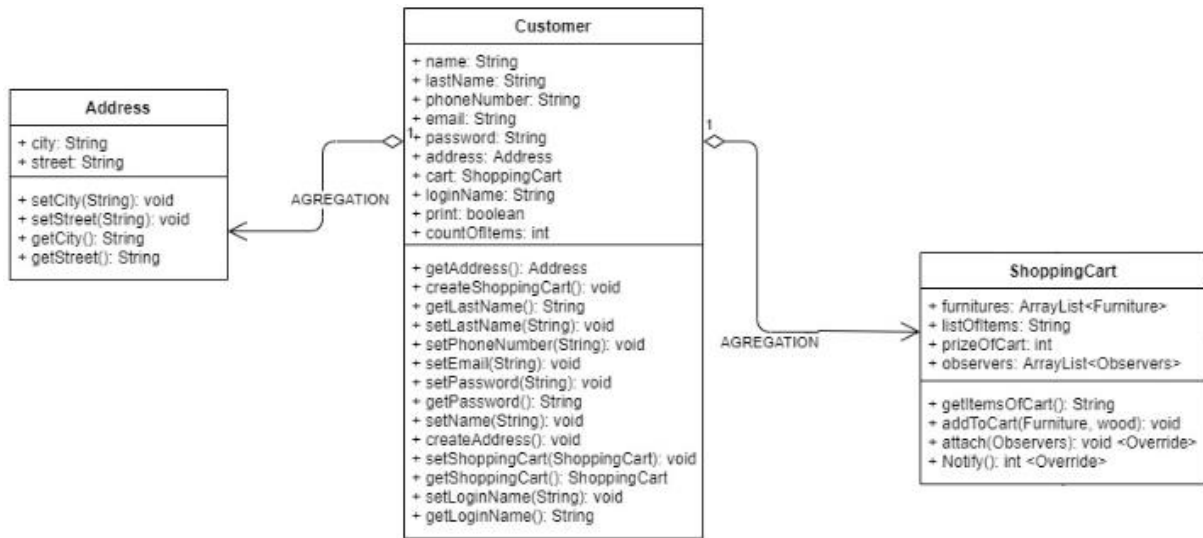 Customer
+ name: String
+ lastName: String
+ phoneNumber: String
+ email: String
+ password: String
+ address: Address
+ cart: ShoppingCart
+ loginName: String
+ print: boolean
+ countOfItems: int
+ getAddress(): Address
+ createShoppingCart(): void
+ getLastName(): String
+ setLastName(String): void
+ setPhoneNumber(String): void
+ setEmail(String): void
+ setPassword(String): void
+ getPassword(): String
+ setName(String): void
+ createAddress(): void
+ setShoppingCart(ShoppingCart): void
+ getShoppingCart(): ShoppingCart
+ setLoginName(String): void
+ getLoginName(): String
Address
+ city: String
+ street: String
+ setCity(String): void
+ setStreet(String): void
+ getCity(): String
+ getStreet(): String
1
AGREGATION
1
AGREGATION
ShoppingCart
+ furnitures: ArrayList<Furniture>
+ listOfItems: String
+ prizeOfCart: int
+ observers: ArrayList<Observers>
+ getItemsOfCart(): String
+ addToCart(Furniture, wood): void
+ attach(Observers): void <Override>
+ Notify(): int <Override>